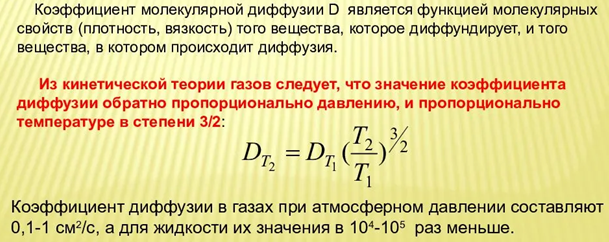 Коэффициент молекулярной диффузии D является функцией молекулярных
свойств (плотность, вязкость) того вещества, которое диффундирует, и того
вещества, в котором происходит диффузия.
Из кинетической теории газов следует, что значение коэффициента
диффузии обратно пропорционально давлению, и пропорционально
температуре в степени 3/2:
D_{T_2} = D_{T_1} (\frac{T_2}{T_1})^{3/2}
Коэффициент диффузии в газах при атмосферном давлении составляют
0,1-1 см²/с, а для жидкости их значения в 10⁴-10⁵ раз меньше.